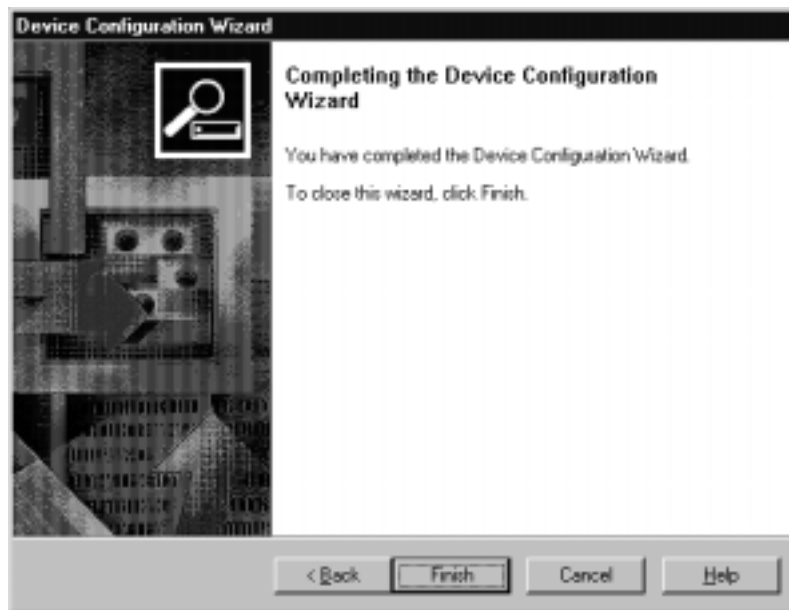 Device Configuration Wizard
Completing the Device Configuration
Wizard
You have completed the Device Configuration Wizard.
To close this wizard, click Finish.
< Back
Finish
Cancel
Help